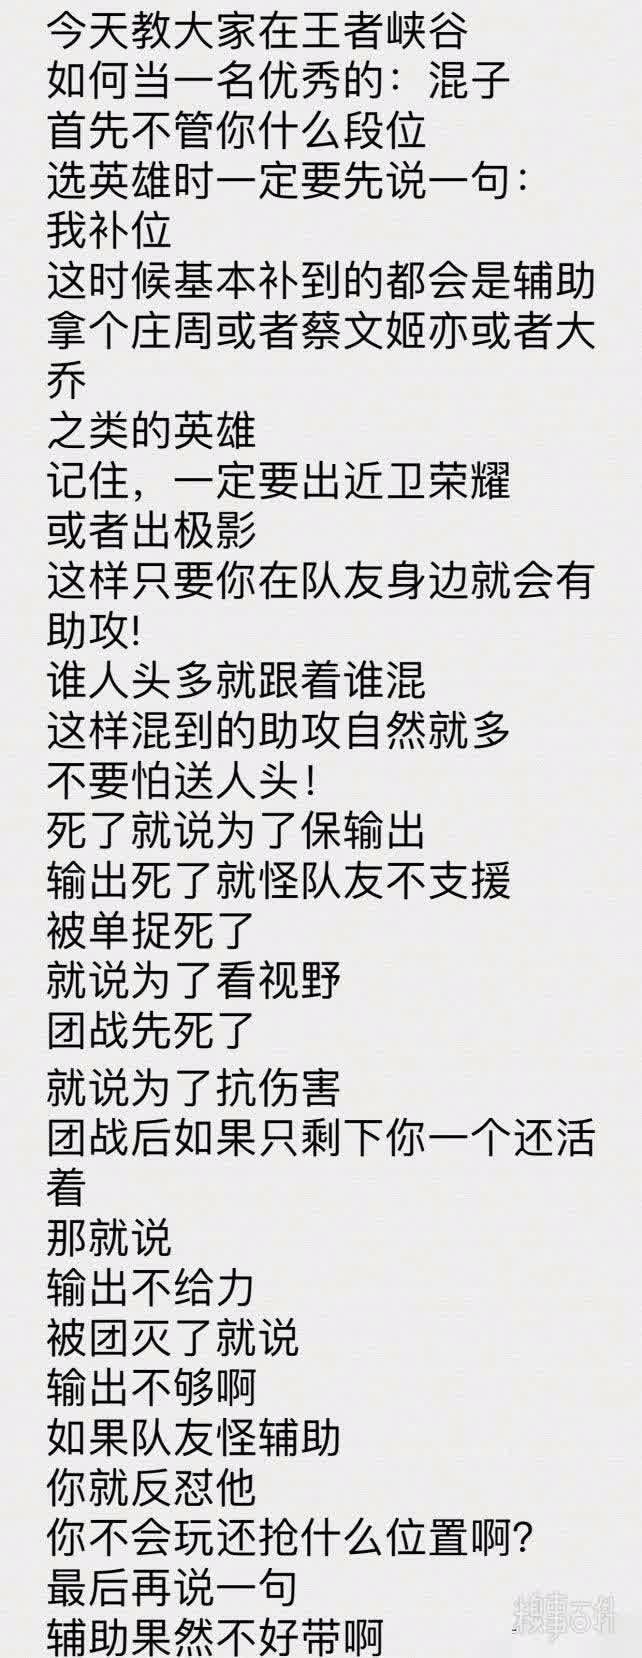 今天教大家在王者峡谷
如何当一名优秀的：混子
首先不管你什么段位
选英雄时一定要先说一句：
我补位
这时候基本补到的都会是辅助
拿个庄周或者蔡文姬亦或者大
乔
之类的英雄
记住，一定要出近卫荣耀
或者出极影
这样只要你在队友身边就会有
助攻!
谁人头多就跟着谁混
这样混到的助攻自然就多
不要怕送人头！
死了就说为了保输出
输出死了就怪队友不支援
被单捉死了
就说为了看视野
团战先死了
就说为了抗伤害
团战后如果只剩下你一个还活
着
那就说
输出不给力
被团灭了就说
输出不够啊
如果队友怪辅助
你就反怼他
你不会玩还抢什么位置啊？
最后再说一句
辅助果然不好带啊
糗事百科